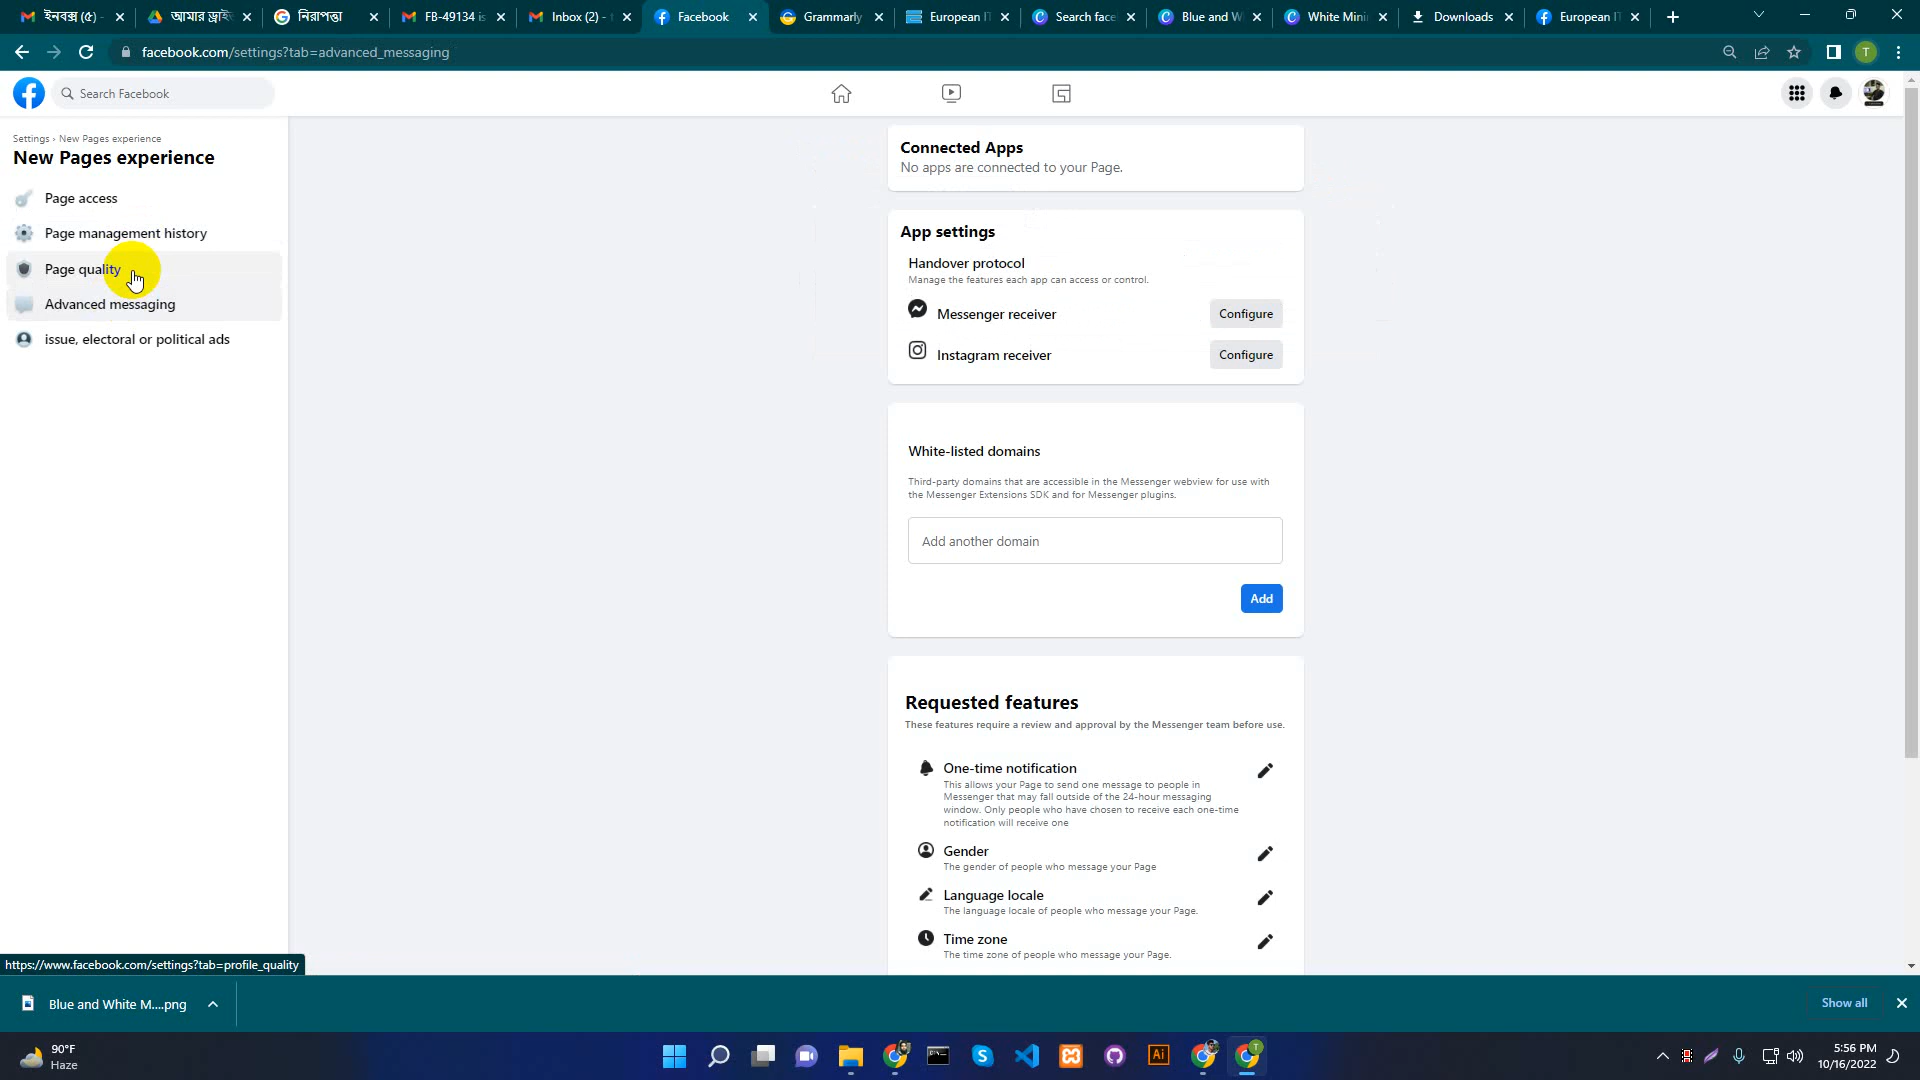 ইনবক্স (৫) -
আমার ড্রাইভ
নিরাপত্তা
FB-49134 is
Inbox (2) -
Facebook
Grammarly
European IT
Search face
Blue and W
White Mini
Downloads
European IT
facebook.com/settings?tab=advanced_messaging
T
Search Facebook
Settings › New Pages experience
New Pages experience
Page access
Page management history
Page quality
Advanced messaging
issue, electoral or political ads
Connected Apps
No apps are connected to your Page.
App settings
Handover protocol
Manage the features each app can access or control.
Messenger receiver
Configure
Instagram receiver
Configure
White-listed domains
Third-party domains that are accessible in the Messenger webview for use with
the Messenger Extensions SDK and for Messenger plugins.
Add another domain
Add
Requested features
These features require a review and approval by the Messenger team before use.
One-time notification
This allows your Page to send one message to people in
Messenger that may fall outside of the 24-hour messaging
window. Only people who have chosen to receive each one-time
notification will receive one
Gender
The gender of people who message your Page
Language locale
The language locale of people who message your Page.
Time zone
The time zone of people who message your Page.
https://www.facebook.com/settings?tab=profile_quality
Blue and White M....png
Show all
90°F
Haze
5:56 PM
10/16/2022